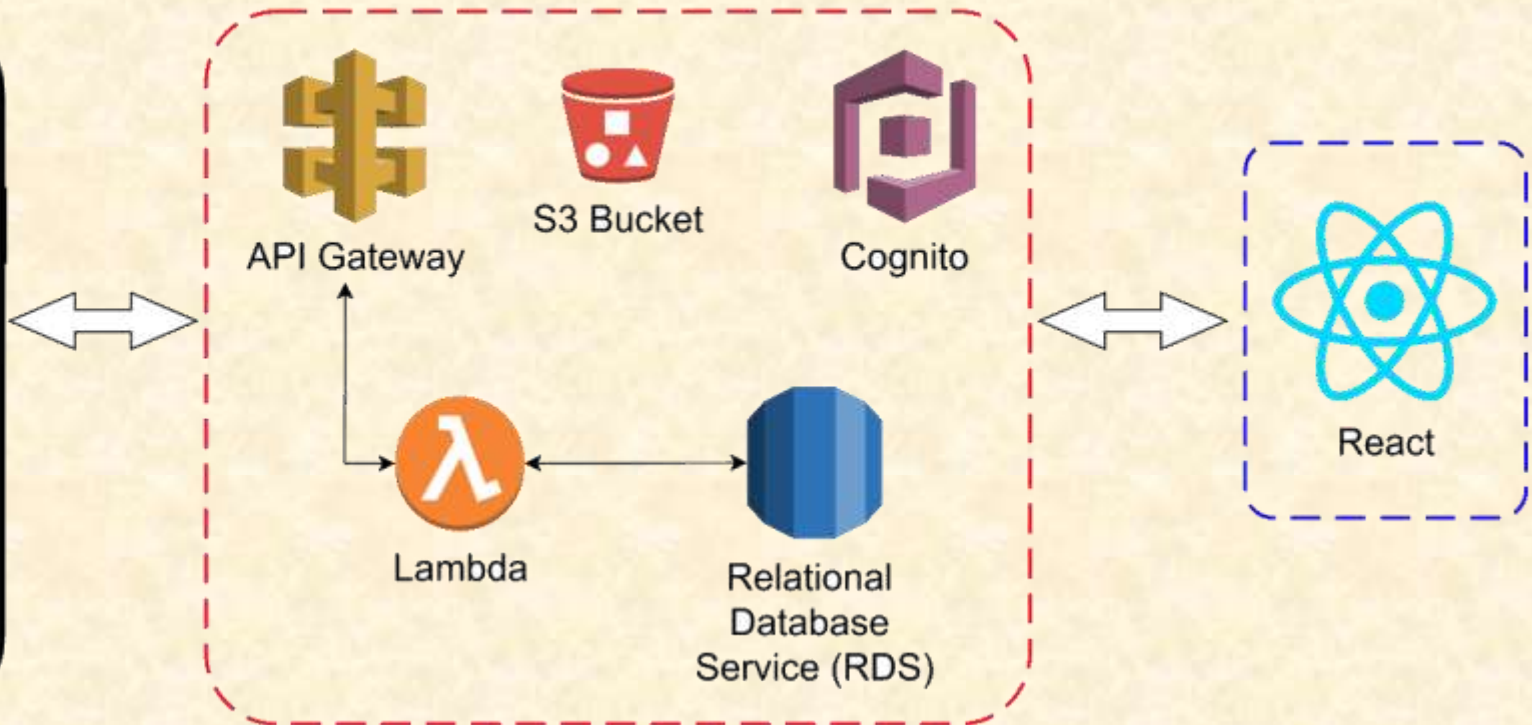 API Gateway
S3 Bucket
Cognito
Lambda
Relational
Database
Service (RDS)
React